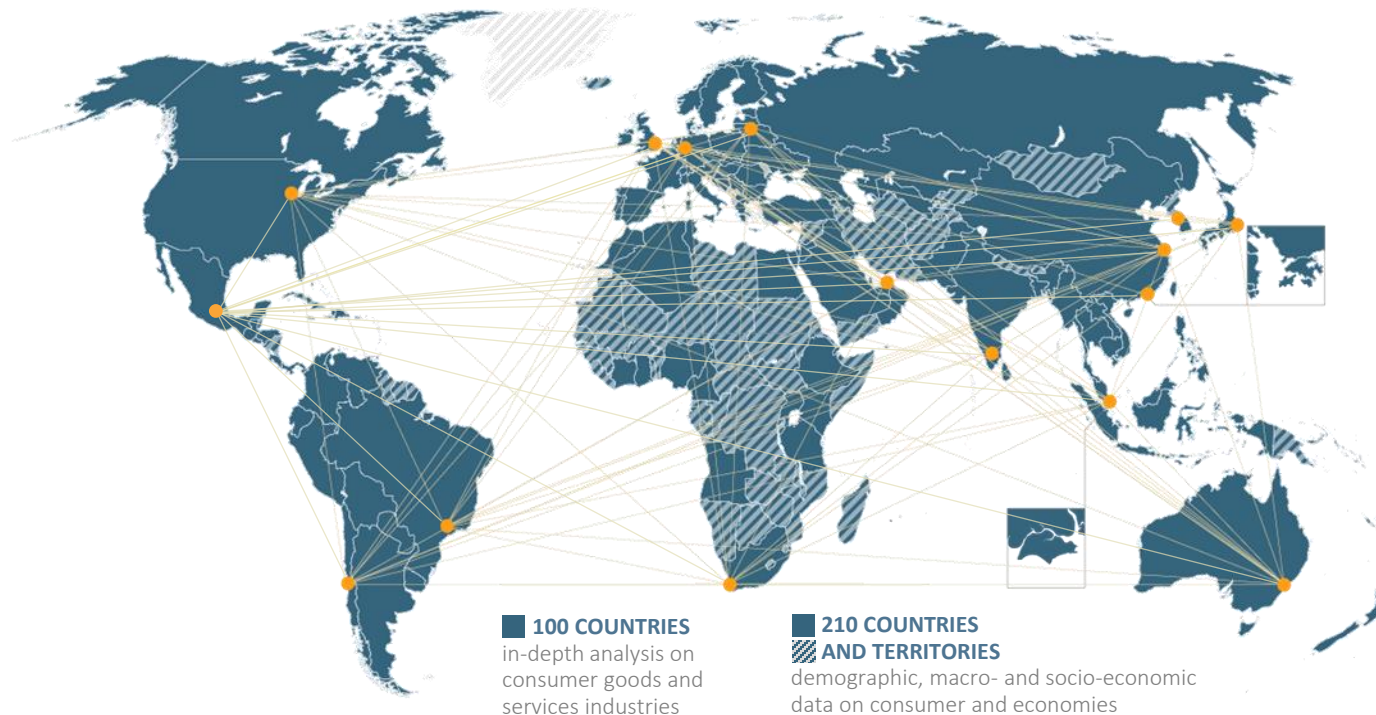 100 COUNTRIES
in-depth analysis on
consumer goods and
services industries
210 COUNTRIES
AND TERRITORIES
demographic, macro- and socio-economic
data on consumer and economies